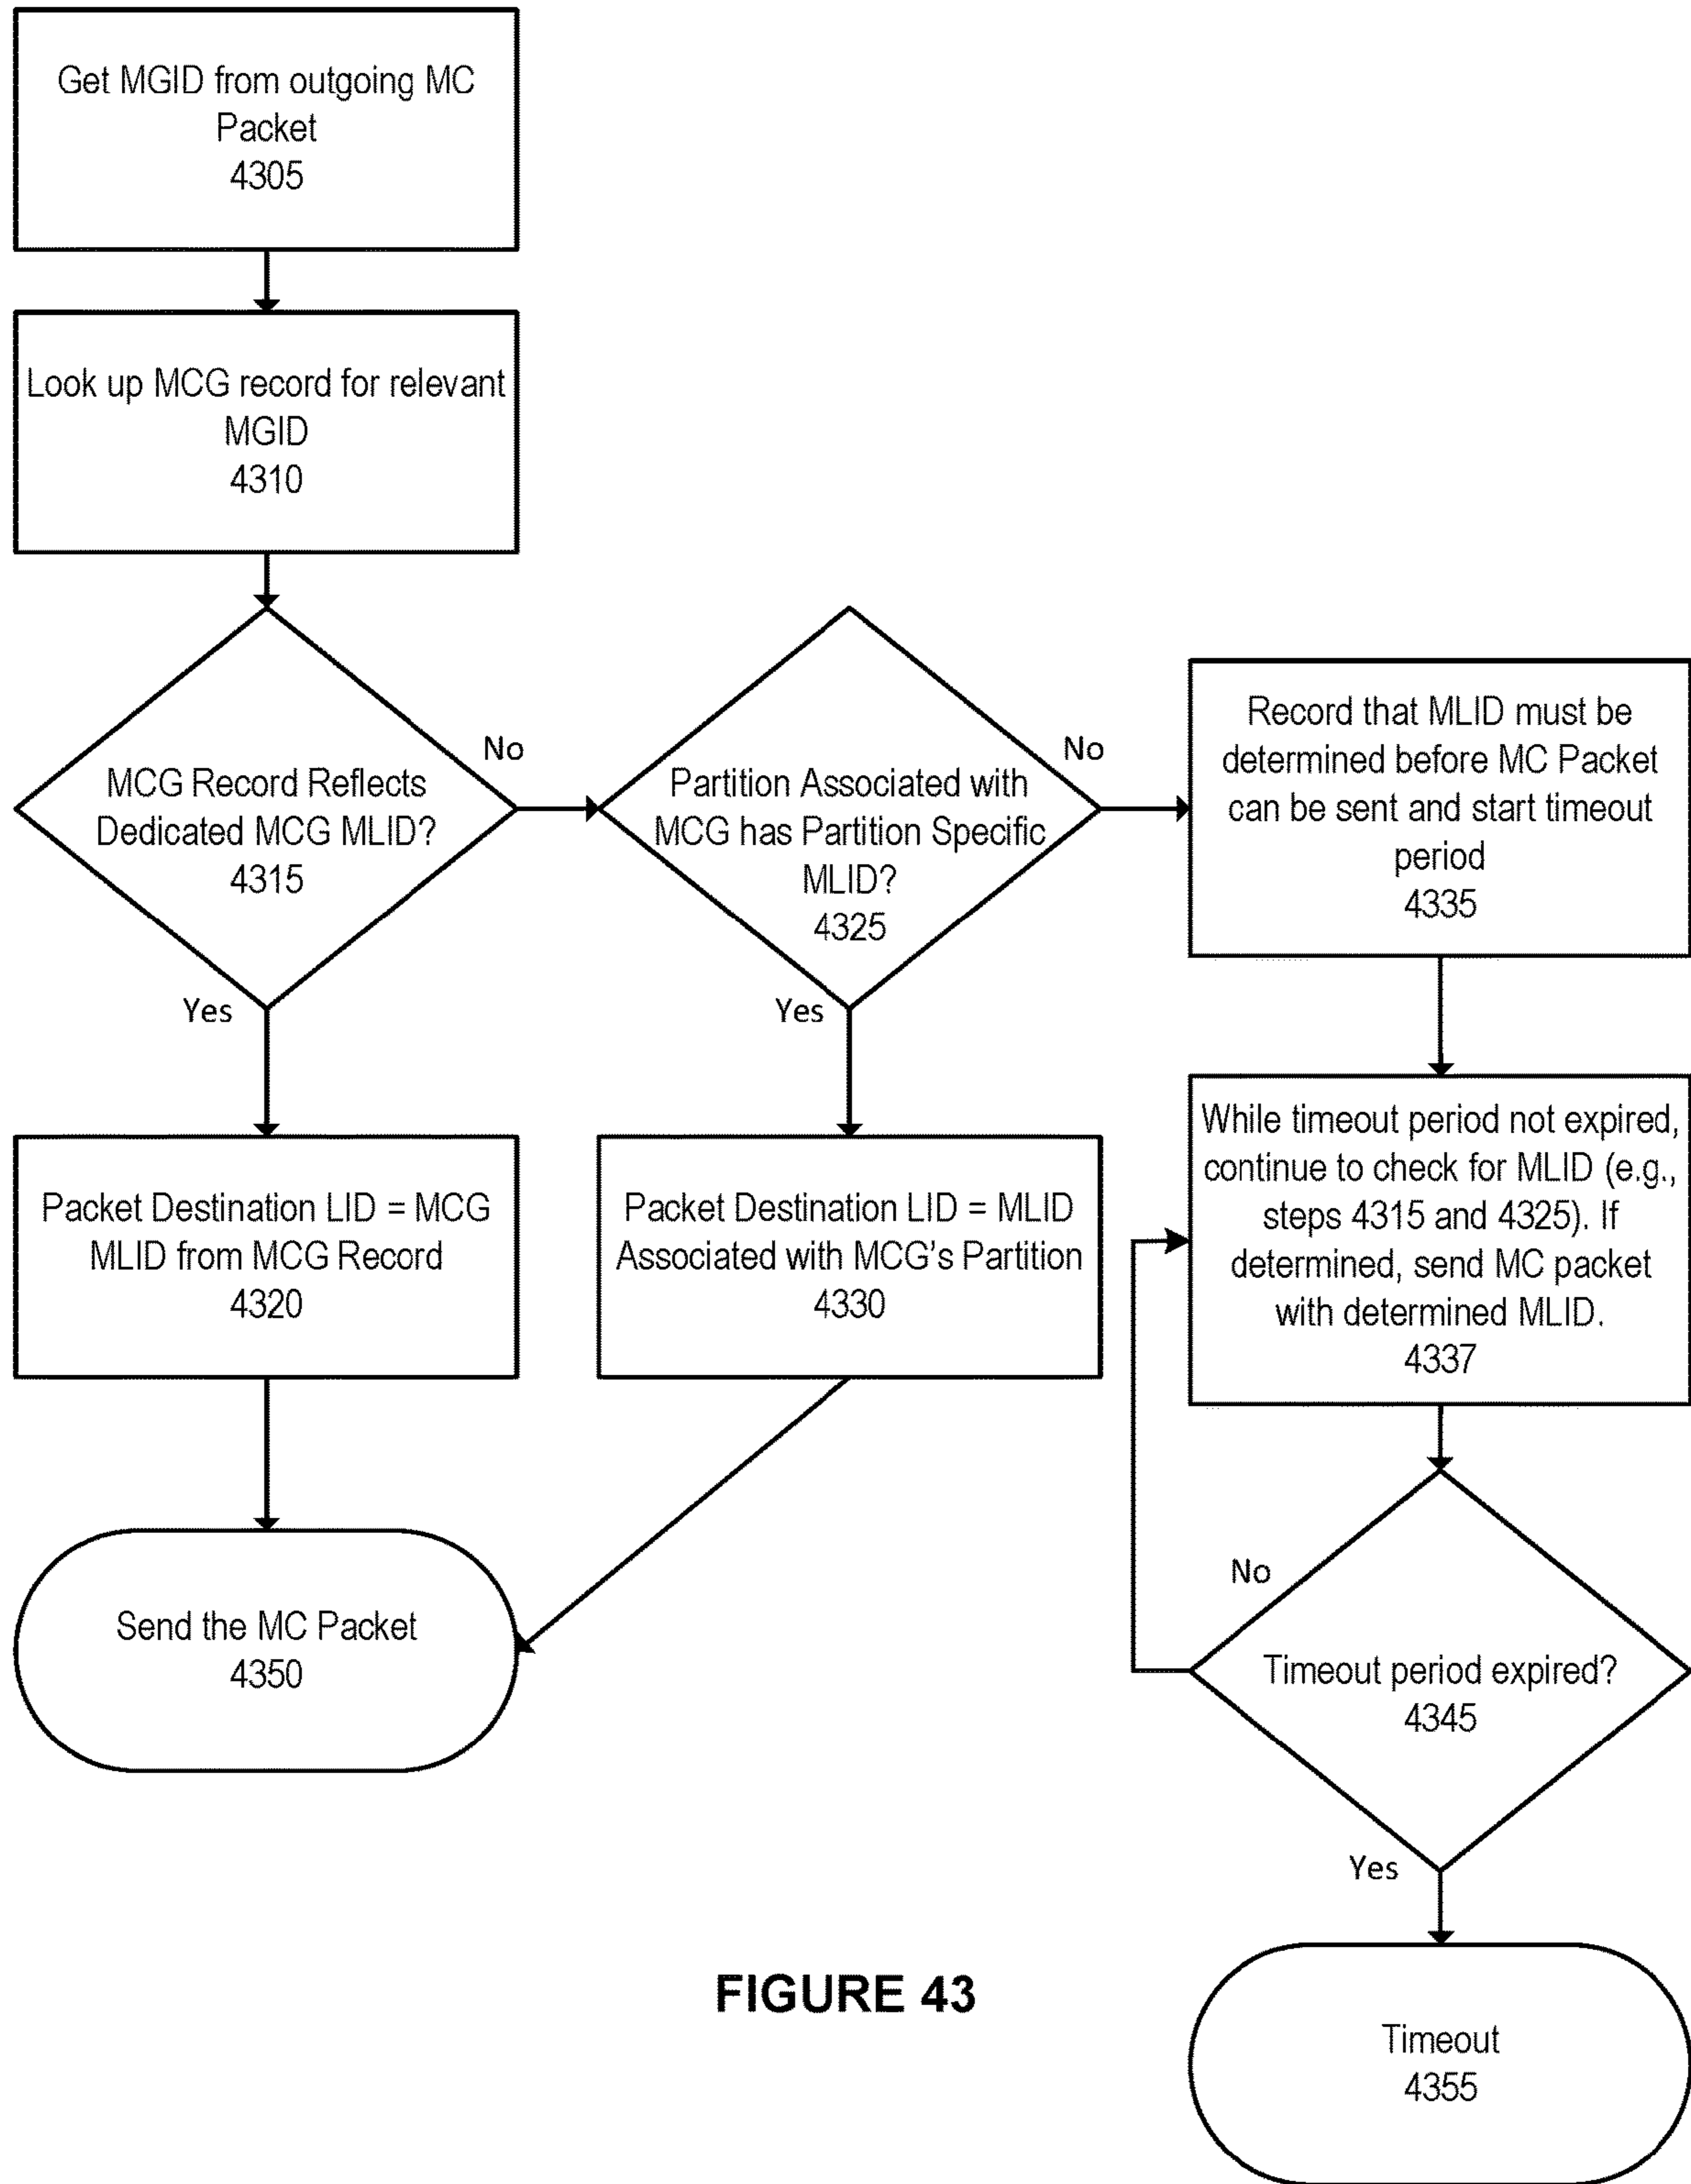 Get MGID from outgoing MC
Packet
4305
Look up MCG record for relevant
MGID
4310
MCG Record Reflects
Dedicated MCG MLID?
4315
No
Yes
Partition Associated with
MCG has Partition Specific
MLID?
4325
No
Yes
Record that MLID must be
determined before MC Packet
can be sent and start timeout
period
4335
Packet Destination LID = MCG
MLID from MCG Record
4320
Packet Destination LID = MLID
Associated with MCG's Partition
4330
While timeout period not expired,
continue to check for MLID (e.g.,
steps 4315 and 4325). If
determined, send MC packet
with determined MLID.
4337
Send the MC Packet
4350
No
Timeout period expired?
4345
Yes
Timeout
4355
FIGURE 43